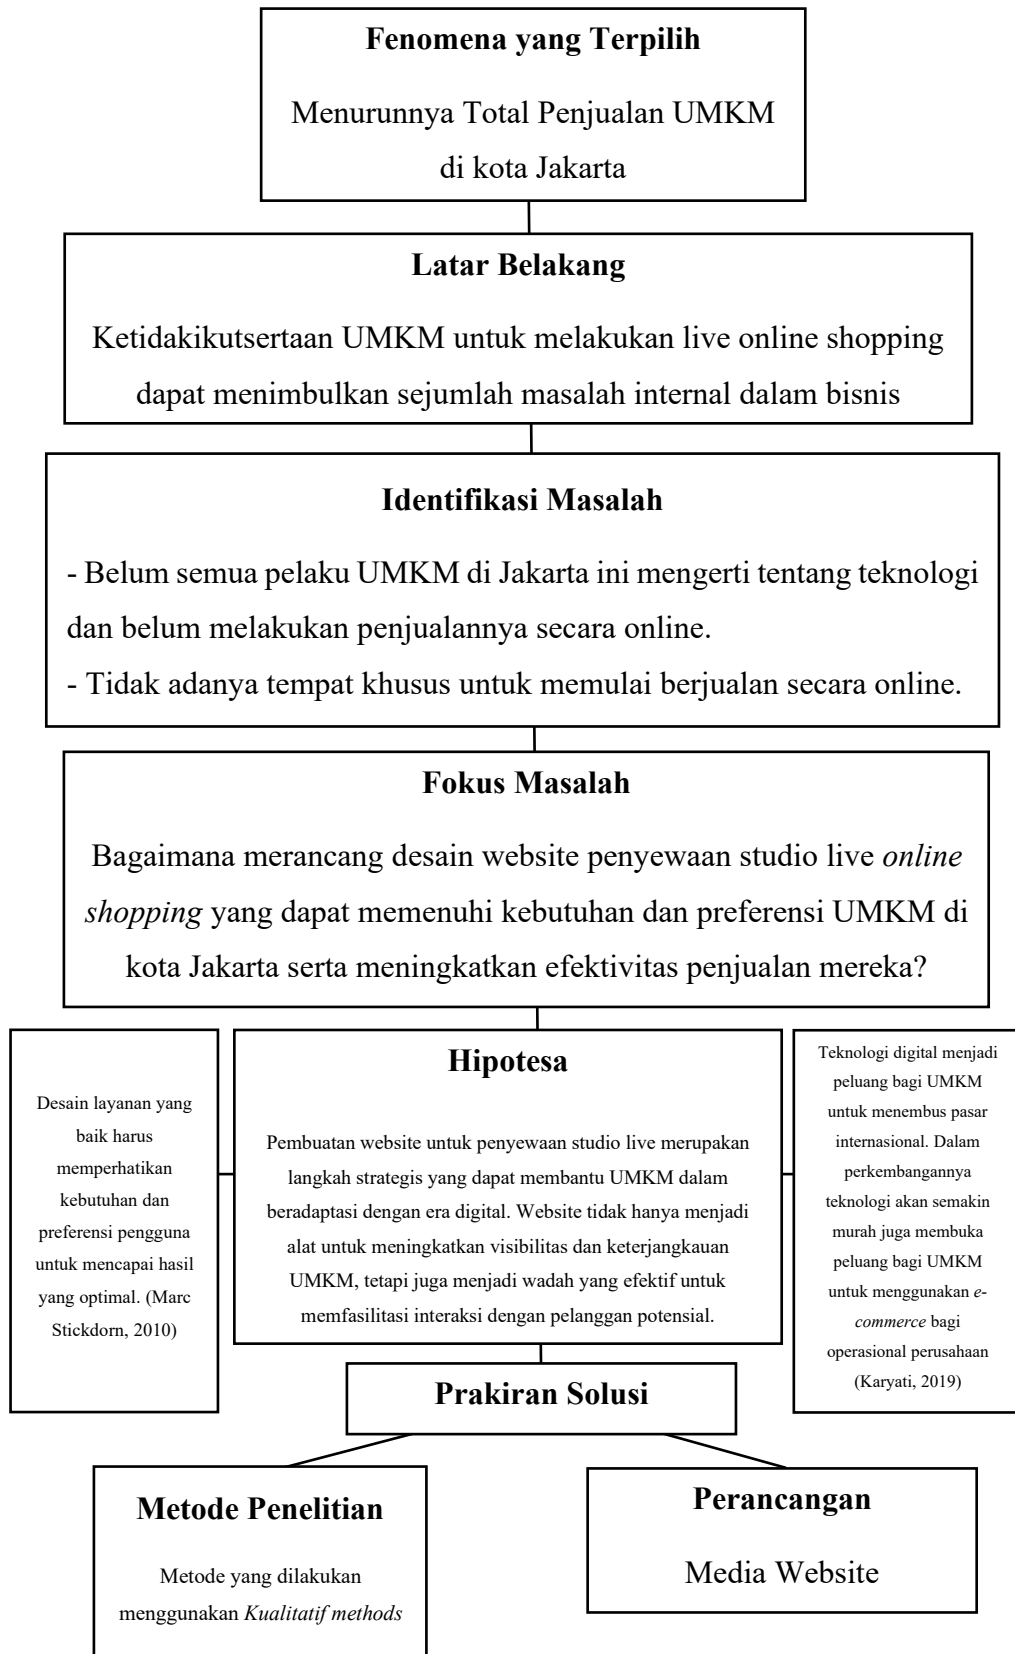 Fenomena yang Terpilih
Menurunnya Total Penjualan UMKM
di kota Jakarta
Latar Belakang
Ketidakikutsertaan UMKM untuk melakukan live online shopping
dapat menimbulkan sejumlah masalah internal dalam bisnis
Identifikasi Masalah
- Belum semua pelaku UMKM di Jakarta ini mengerti tentang teknologi
dan belum melakukan penjualannya secara online.
- Tidak adanya tempat khusus untuk memulai berjualan secara online.
Fokus Masalah
Bagaimana merancang desain website penyewaan studio live online
shopping yang dapat memenuhi kebutuhan dan preferensi UMKM di
kota Jakarta serta meningkatkan efektivitas penjualan mereka?
Desain layanan yang
baik harus
memperhatikan
kebutuhan dan
preferensi pengguna
untuk mencapai hasil
yang optimal. (Marc
Stickdorn, 2010)
Hipotesa
Pembuatan website untuk penyewaan studio live merupakan
langkah strategis yang dapat membantu UMKM dalam
beradaptasi dengan era digital. Website tidak hanya menjadi
alat untuk meningkatkan visibilitas dan keterjangkauan
UMKM, tetapi juga menjadi wadah yang efektif untuk
memfasilitasi interaksi dengan pelanggan potensial.
Teknologi digital menjadi
peluang bagi UMKM
untuk menembus pasar
internasional. Dalam
perkembangannya
teknologi akan semakin
murah juga membuka
peluang bagi UMKM
untuk menggunakan e-
commerce bagi
operasional perusahaan
(Karyati, 2019)
Prakiran Solusi
Metode Penelitian
Metode yang dilakukan
menggunakan Kualitatif methods
Perancangan
Media Website